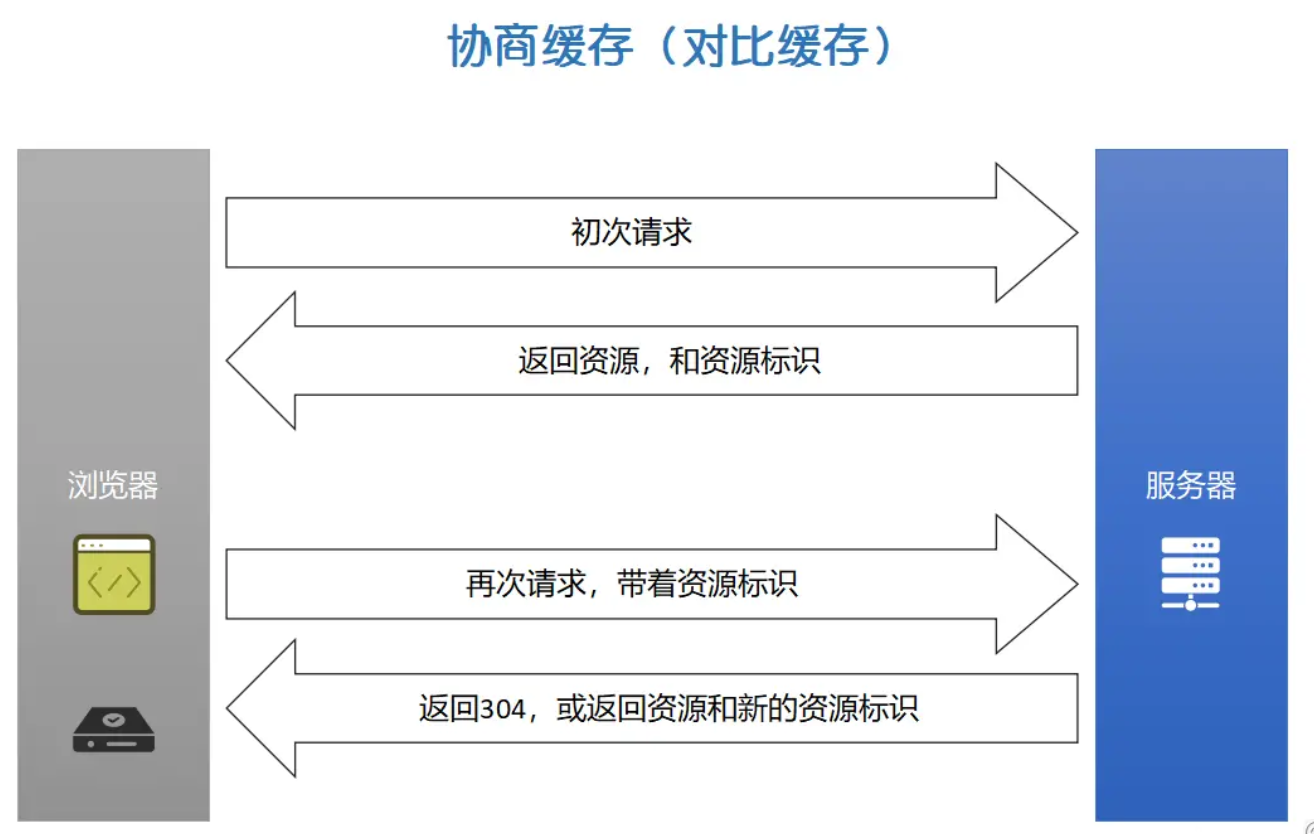 协商缓存（对比缓存）
初次请求
返回资源，和资源标识
浏览器
服务器
再次请求，带着资源标识
返回304，或返回资源和新的资源标识